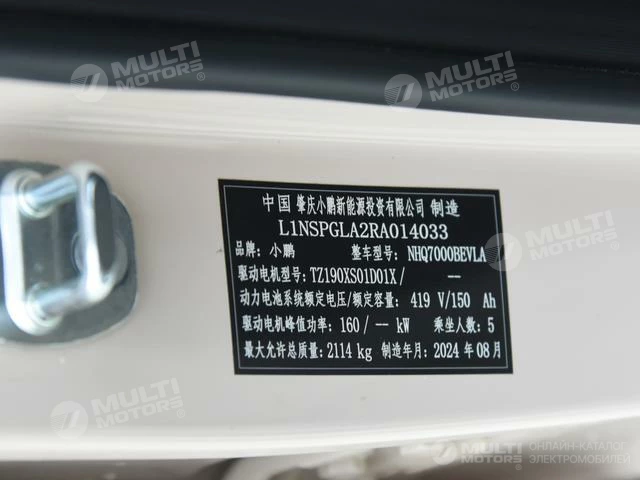 MULTI
MOTORS®
MULTI
MOTORS®
中国 肇庆小鹏新能源投资有限公司 制造
L1NSPGLA2RA014033
品牌: 小鹏 整车型号: NHQ7000BEVLA
驱动电机型号: TZ190XS01D01X/ --
动力电池系统额定电压/额定容量: 419 V/150 Ah
驱动电机峰值功率: 160/ -- kW 乘坐人数: 5
最大允许总质量: 2114 kg 制造年月: 2024 年 08 月
MULTI
MOTORS®
MULTI
MOTORS®
ОНЛАЙН-КАТАЛОГ
ЭЛЕКТРОМОБИЛЕЙ